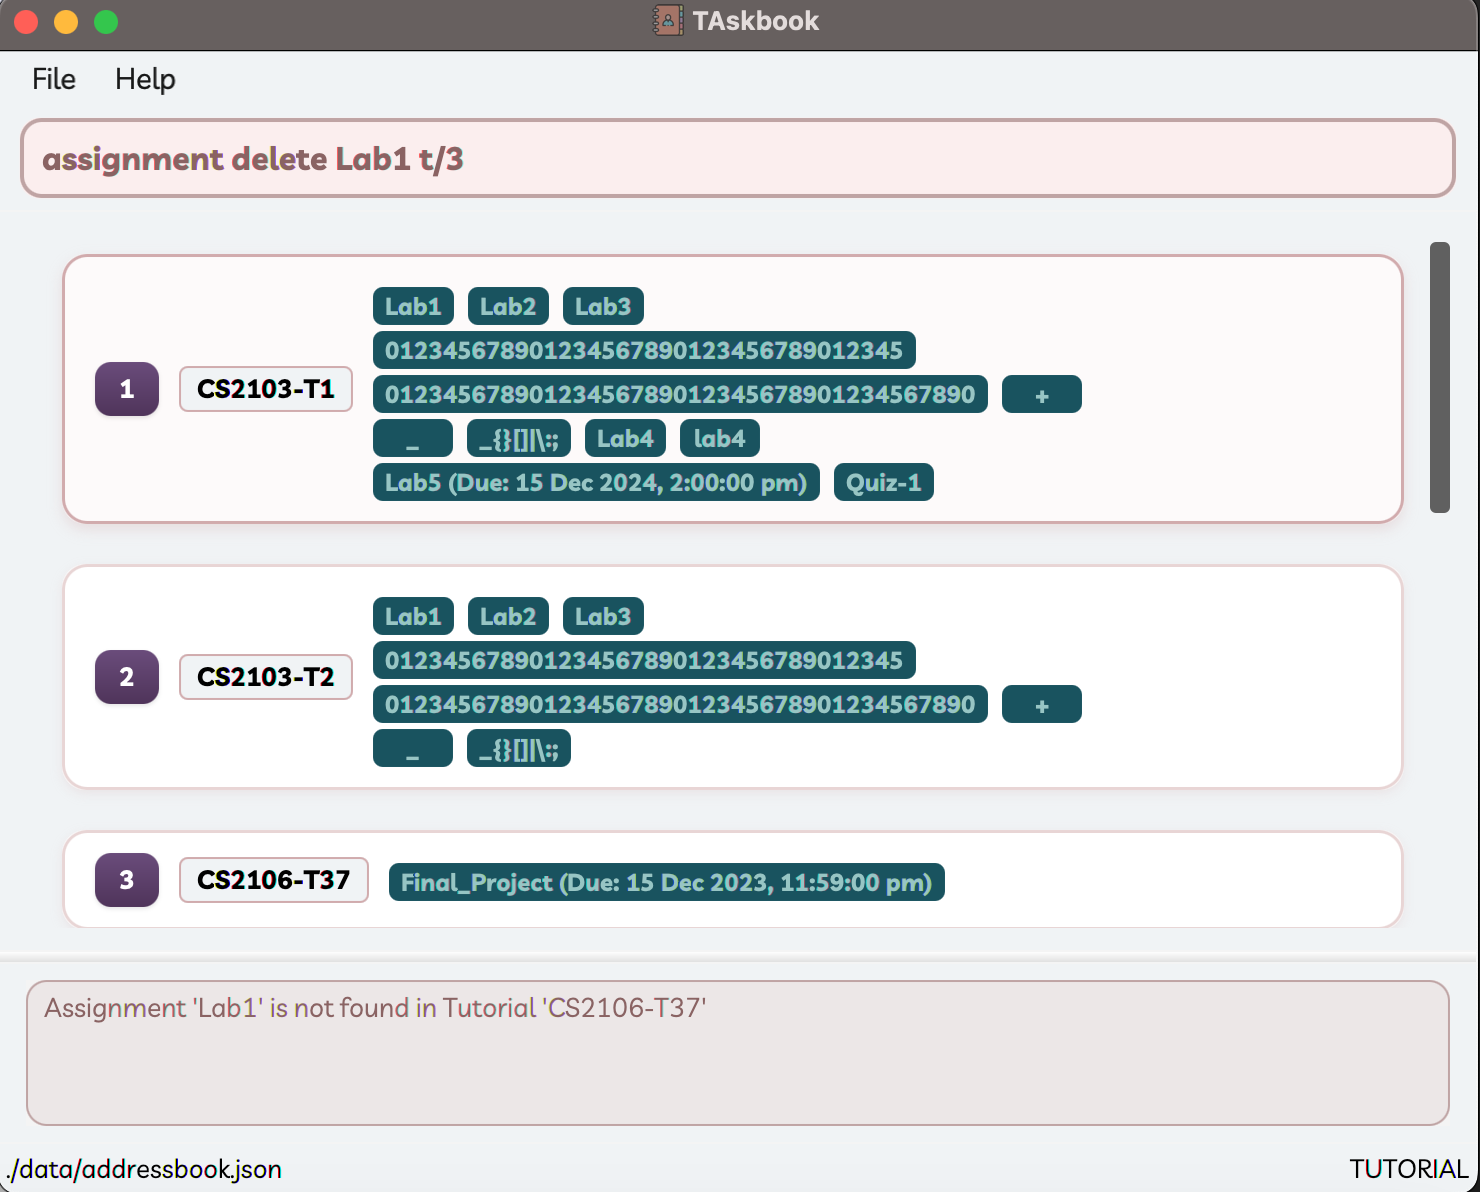 TAskbook
File Help
assignment delete Lab1 t/3
1 CS2103-T1
Lab1 Lab2 Lab3
012345678901234567890123456789012345
01234567890123456789012345678901234567890 +
_ _{}[]|\:; Lab4 lab4
Lab5 (Due: 15 Dec 2024, 2:00:00 pm) Quiz-1
2 CS2103-T2
Lab1 Lab2 Lab3
012345678901234567890123456789012345
01234567890123456789012345678901234567890 +
_ _{}[]|\:;
3 CS2106-T37 Final_Project (Due: 15 Dec 2023, 11:59:00 pm)
Assignment 'Lab1' is not found in Tutorial 'CS2106-T37'
./data/addressbook.json TUTORIAL